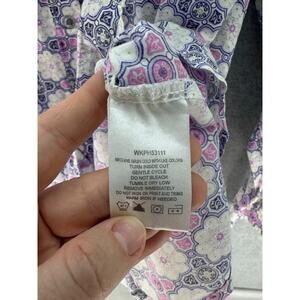 WKPH53111
MACHINE WASH COLD WITH LIKE COLORS
TURN INSIDE OUT
GENTLE CYCLE
DO NOT BLEACH
TUMBLE DRY LOW
REMOVE IMMEDIATELY
DO NOT IRON ON PRINT AND TRIMS
IRON IF NEEDED